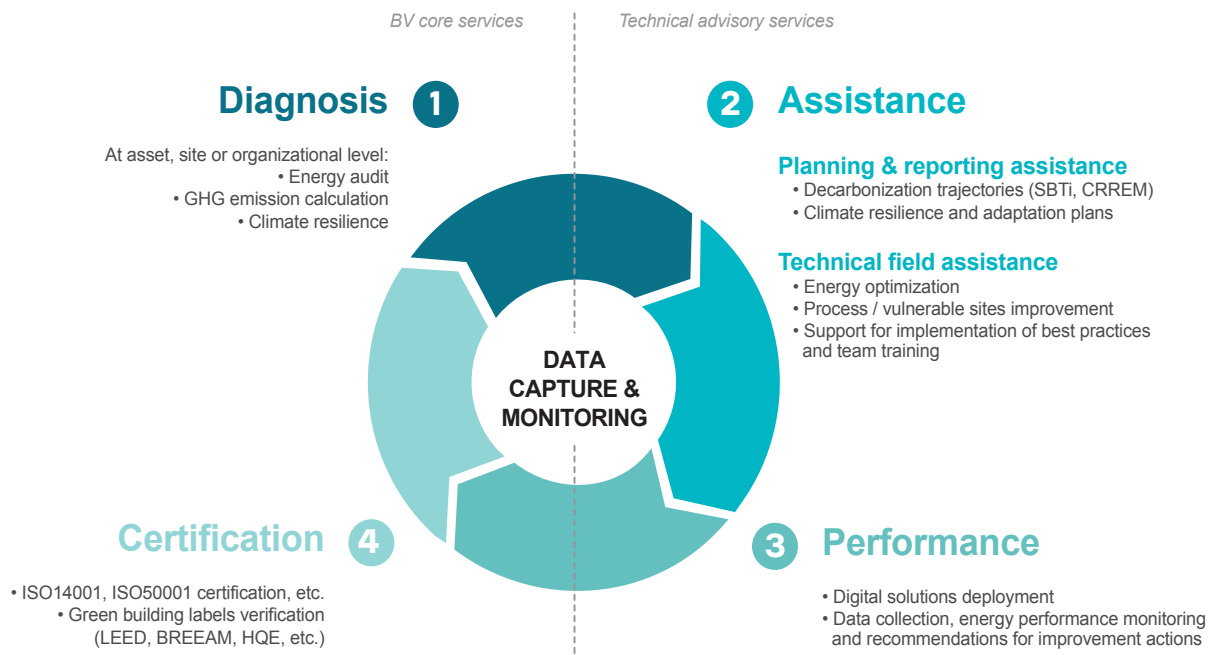 BV core services
Technical advisory services
Diagnosis 1
At asset, site or organizational level:
• Energy audit
• GHG emission calculation
• Climate resilience
2 Assistance
Planning & reporting assistance
• Decarbonization trajectories (SBTi, CRREM)
• Climate resilience and adaptation plans
Technical field assistance
• Energy optimization
• Process / vulnerable sites improvement
• Support for implementation of best practices
and team training
DATA
CAPTURE &
MONITORING
3 Performance
• Digital solutions deployment
• Data collection, energy performance monitoring
and recommendations for improvement actions
Certification 4
• ISO14001, ISO50001 certification, etc.
• Green building labels verification
(LEED, BREEAM, HQE, etc.)